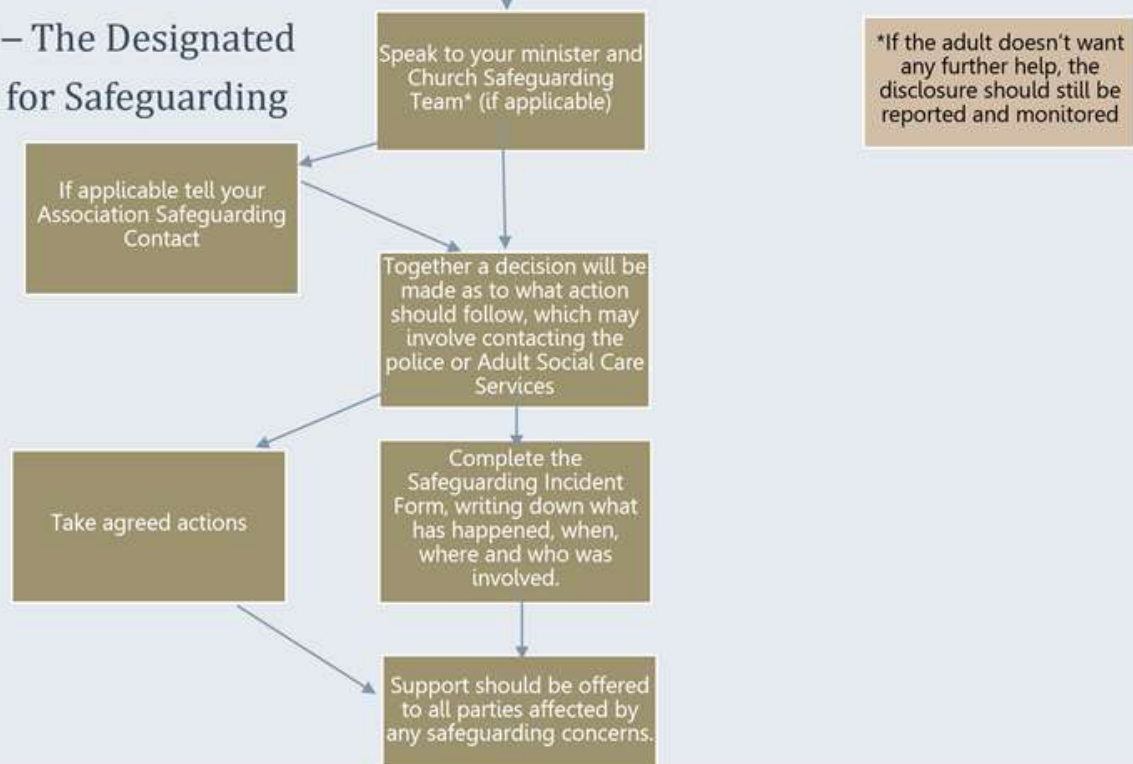 – The Designated
for Safeguarding
Speak to your minister and
Church Safeguarding
Team* (if applicable)
*If the adult doesn't want
any further help, the
disclosure should still be
reported and monitored
If applicable tell your
Association Safeguarding
Contact
Together a decision will be
made as to what action
should follow, which may
involve contacting the
police or Adult Social Care
Services
Take agreed actions
Complete the
Safeguarding Incident
Form, writing down what
has happened, when,
where and who was
involved.
Support should be offered
to all parties affected by
any safeguarding concerns.